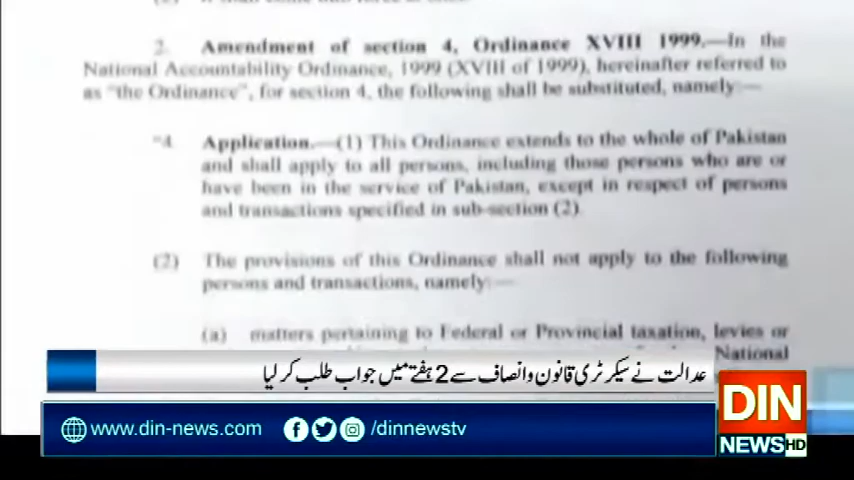 2. Amendment of section 4, Ordinance XVIII 1999.—In the
National Accountability Ordinance, 1999 (XVIII of 1999), hereinafter referred to
as "the Ordinance", for section 4, the following shall be substituted, namely:—
"4. Application.—(1) This Ordinance extends to the whole of Pakistan
and shall apply to all persons, including those persons who are or
have been in the service of Pakistan, except in respect of persons
and transactions specified in sub-section (2).
(2) The provisions of this Ordinance shall not apply to the following
persons and transactions, namely:—
(a) matters pertaining to Federal or Provincial taxation, levies or
National
عدالت نے سیکرٹری قانون وانصاف سے 2 ہفتے میں جواب طلب کر لیا
www.din-news.com /dinnewstv
DIN
NEWS HD